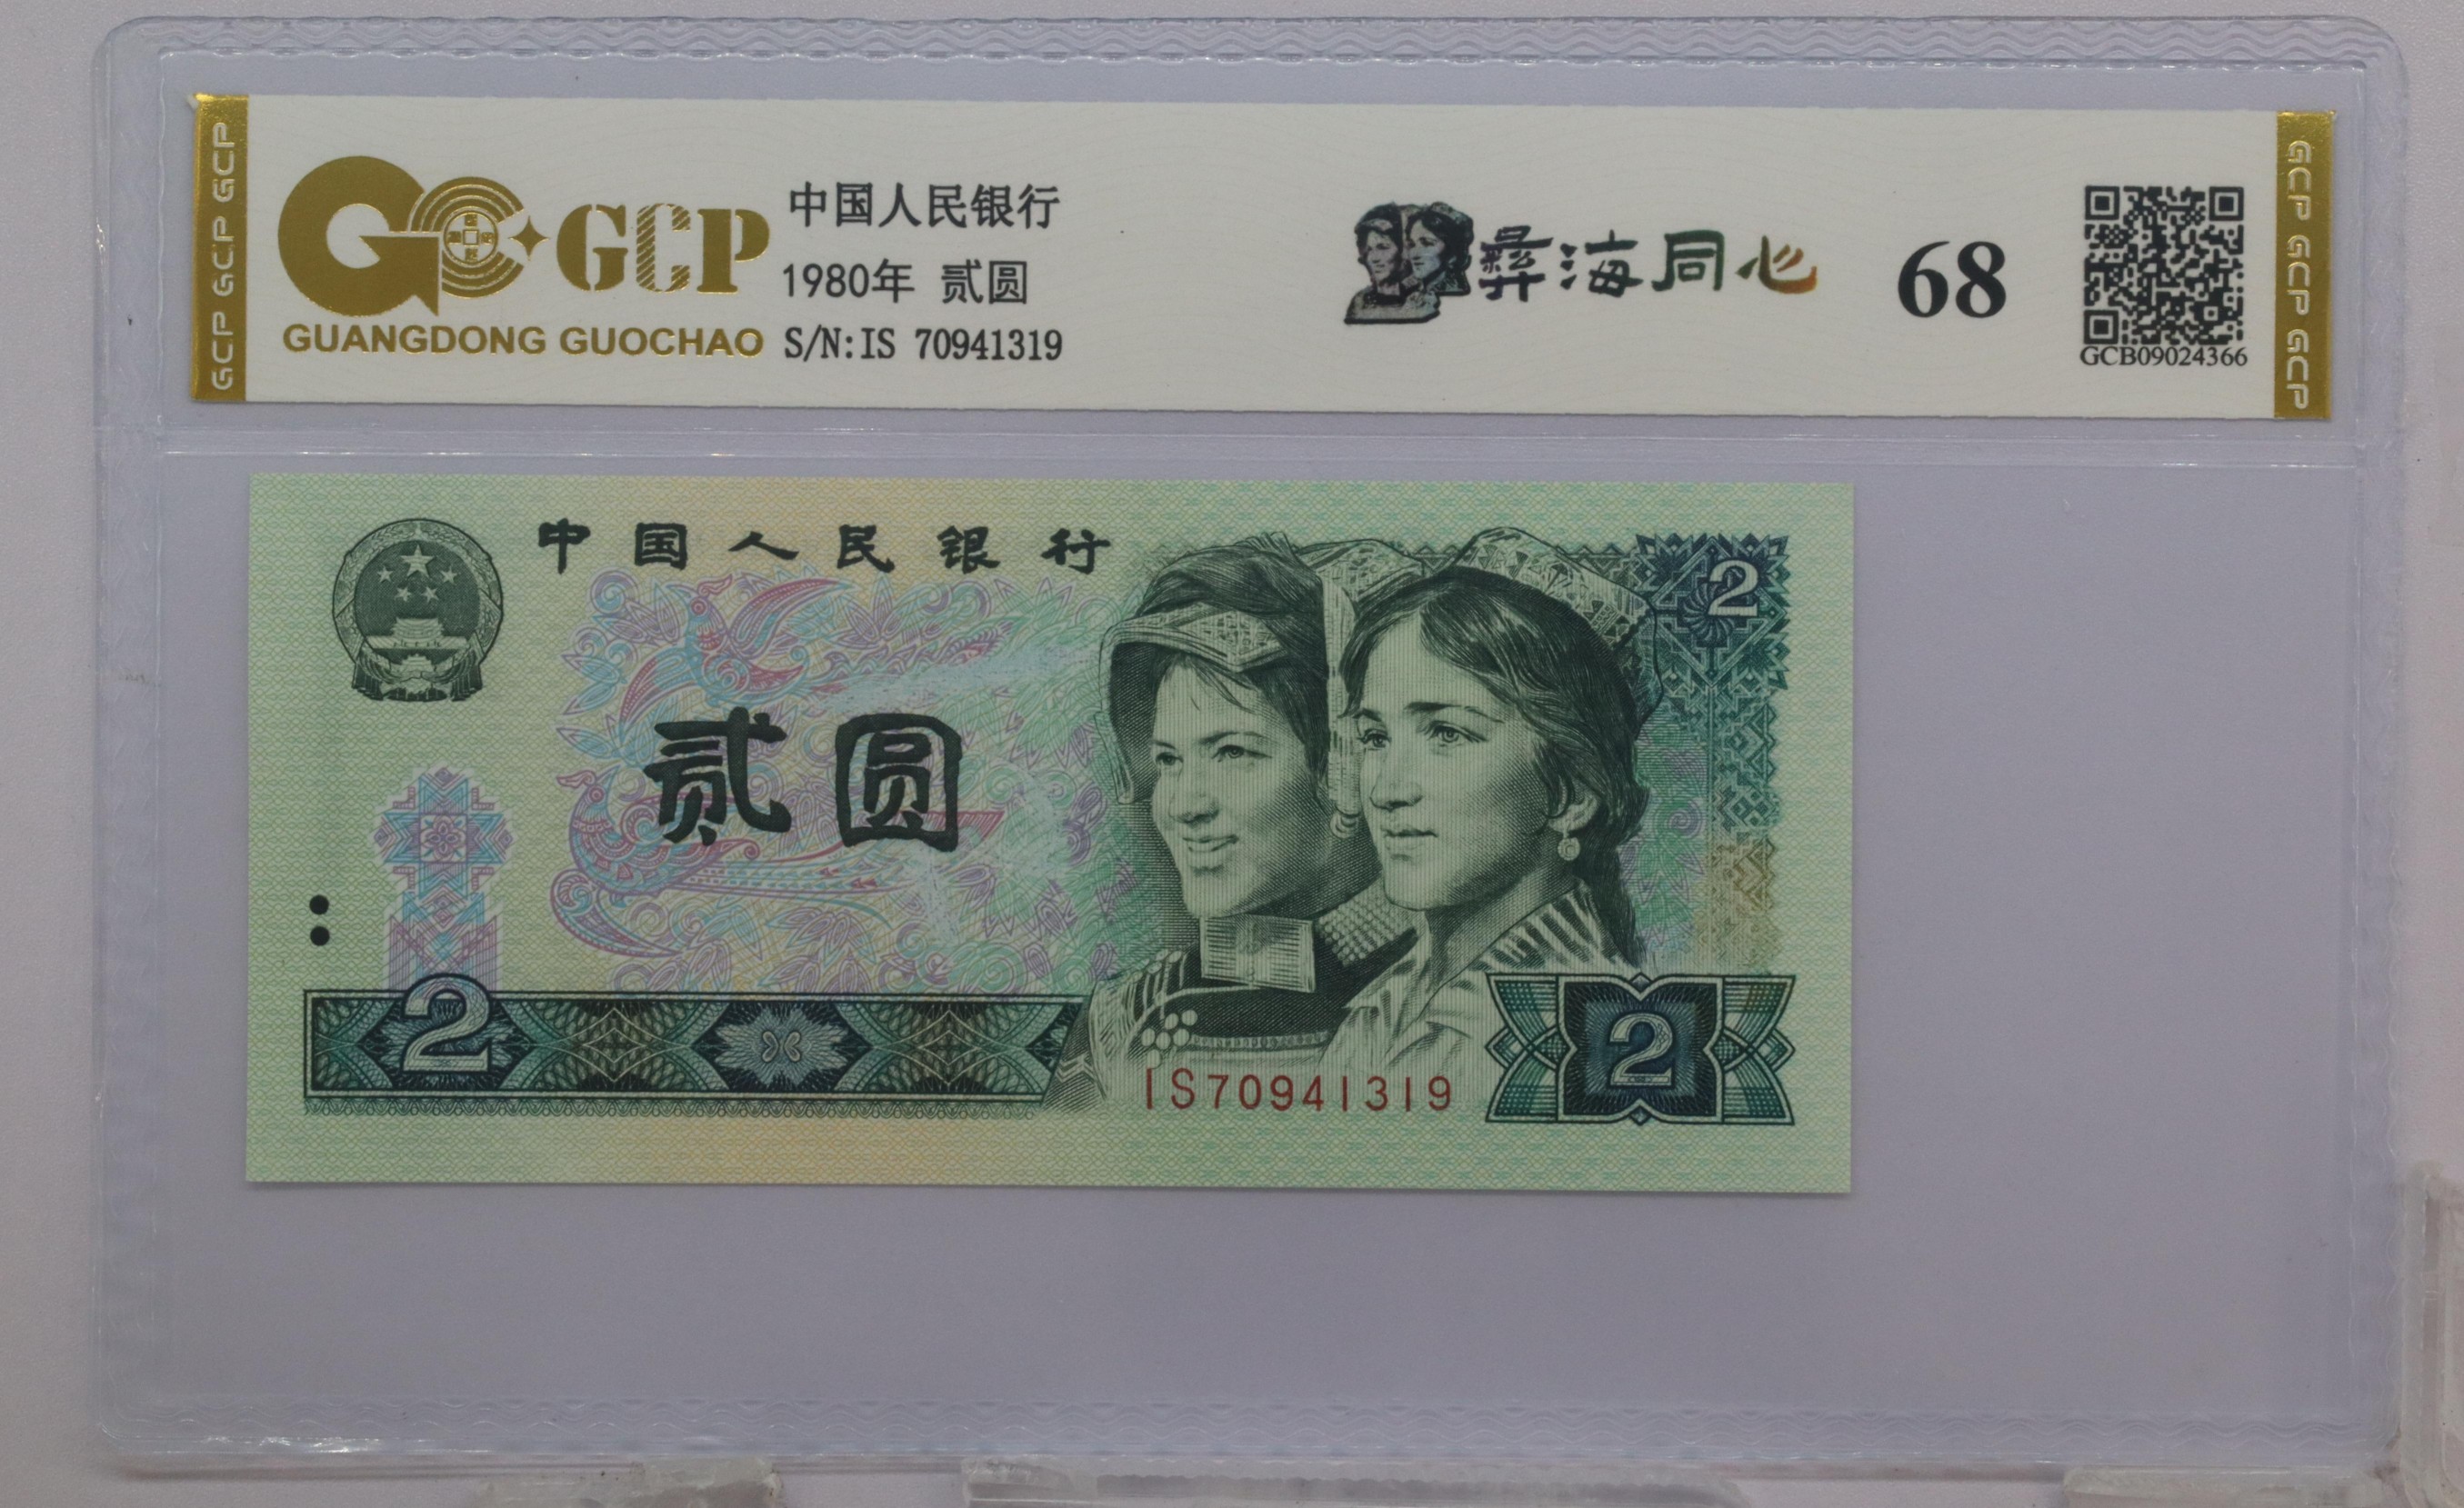 GCP GCP GCP
GCP
GUANGDONG GUOCHAO
中国人民银行
1980年 贰圆
S/N:IS 70941319
彝海同心
68
GCB09024366
GCP GCP GCP
中国人民银行
2
贰圆
2
IS70941319
2